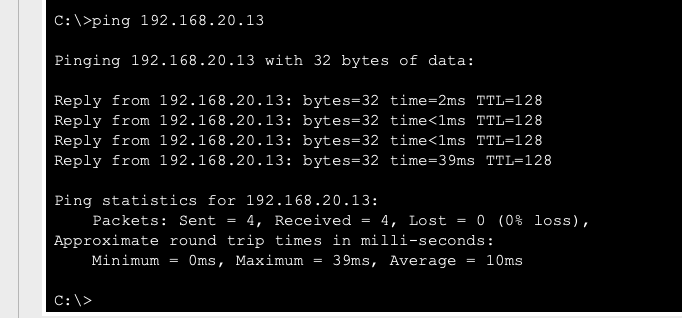 C:\>ping 192.168.20.13
Pinging 192.168.20.13 with 32 bytes of data:
Reply from 192.168.20.13: bytes=32 time=2ms TTL=128
Reply from 192.168.20.13: bytes=32 time<1ms TTL=128
Reply from 192.168.20.13: bytes=32 time<1ms TTL=128
Reply from 192.168.20.13: bytes=32 time=39ms TTL=128
Ping statistics for 192.168.20.13:
    Packets: Sent = 4, Received = 4, Lost = 0 (0% loss),
Approximate round trip times in milli-seconds:
    Minimum = 0ms, Maximum = 39ms, Average = 10ms
C:\>